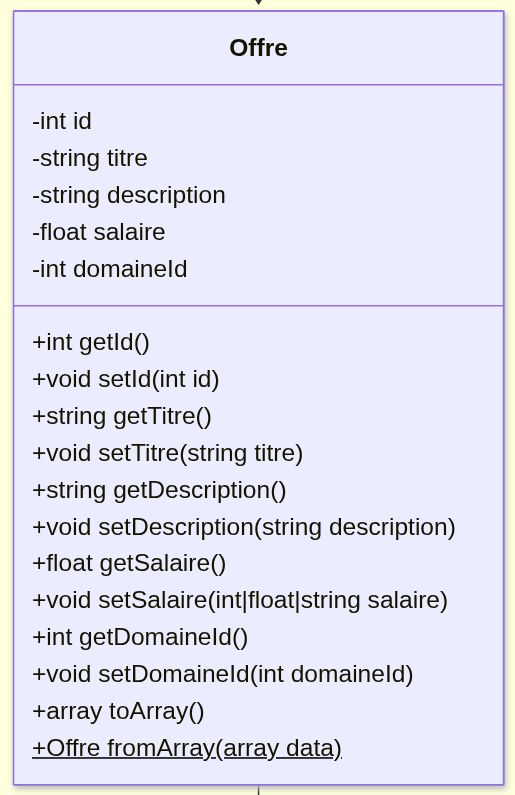 Offre
-int id
-string titre
-string description
-float salaire
-int domaineId
+int getId()
+void setId(int id)
+string getTitre()
+void setTitre(string titre)
+string getDescription()
+void setDescription(string description)
+float getSalaire()
+void setSalaire(int|float|string salaire)
+int getDomaineId()
+void setDomaineId(int domaineId)
+array toArray()
+Offre fromArray(array data)